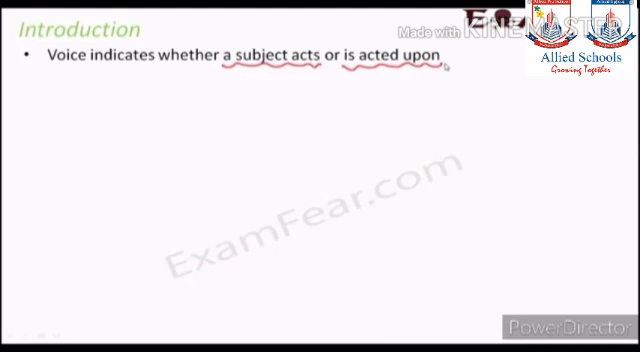 Introduction
Made with KINEMASTER
• Voice indicates whether a subject acts or is acted upon
Allied Schools
Growing Together
ExamFear.com
PowerDirector